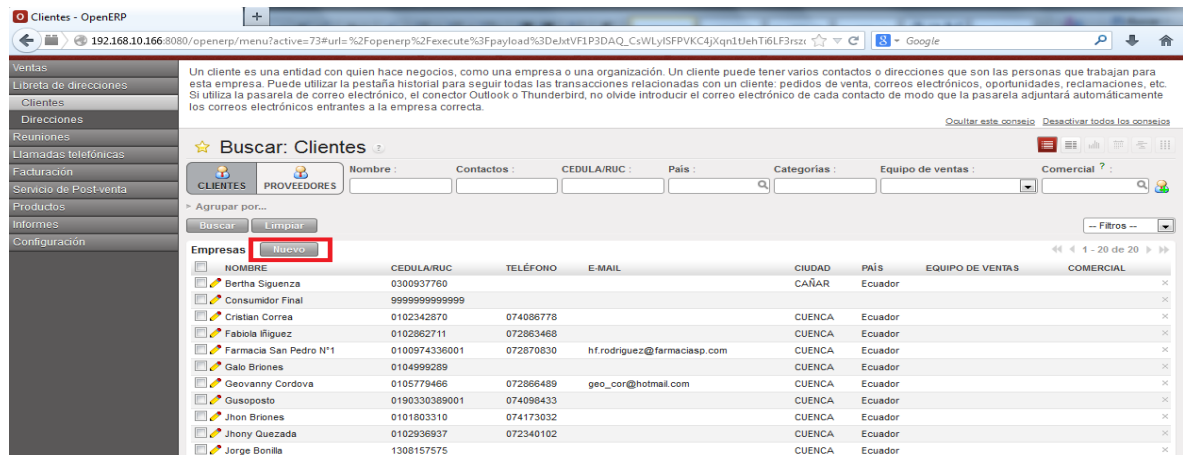 Clientes - OpenERP
192.168.10.166:8080/openerp/menu?active=73#url=%2Fopenerp%2Fexecute%3Fpayload%3DeJxtVF1P3DAQ_CsWLyISFPVKC4jXqn1tJehTi6LF3rsz
Google
Ventas
Libreta de direcciones
Clientes
Direcciones
Reuniones
Llamadas telefónicas
Facturación
Servicio de Post-venta
Productos
Informes
Configuración
Un cliente es una entidad con quien hace negocios, como una empresa o una organización. Un cliente puede tener varios contactos o direcciones que son las personas que trabajan para
esta empresa. Puede utilizar la pestaña historial para seguir todas las transacciones relacionadas con un cliente: pedidos de venta, correos electrónicos, oportunidades, reclamaciones, etc.
Si utiliza la pasarela de correo electrónico, el conector Outlook o Thunderbird, no olvide introducir el correo electrónico de cada contacto de modo que la pasarela adjuntará automáticamente
los correos electrónicos entrantes a la empresa correcta.
Ocultar este consejo Desactivar todos los consejos
Buscar: Clientes ?
CLIENTES PROVEEDORES Nombre : Contactos : CEDULA/RUC : País : Categorías : Equipo de ventas : Comercial ? :
Agrupar por...
Buscar Limpiar -- Filtros --
Empresas Nuevo 1 - 20 de 20
NOMBRE CEDULA/RUC TELÉFONO E-MAIL CIUDAD PAÍS EQUIPO DE VENTAS COMERCIAL
Bertha Siguenza 0300937760 CAÑAR Ecuador
Consumidor Final 9999999999999
Cristian Correa 0102342870 074086778 CUENCA Ecuador
Fabiola Iñiguez 0102862711 072863468 CUENCA Ecuador
Farmacia San Pedro N°1 0100974336001 072870830 hf.rodriguez@farmaciasp.com CUENCA Ecuador
Galo Briones 0104999289 CUENCA Ecuador
Geovanny Cordova 0105779466 072866489 geo_cor@hotmail.com CUENCA Ecuador
Gusoposto 0190330389001 074098433 CUENCA Ecuador
Jhon Briones 0101803310 074173032 CUENCA Ecuador
Jhony Quezada 0102936937 072340102 CUENCA Ecuador
Jorge Bonilla 1308157575 CUENCA Ecuador